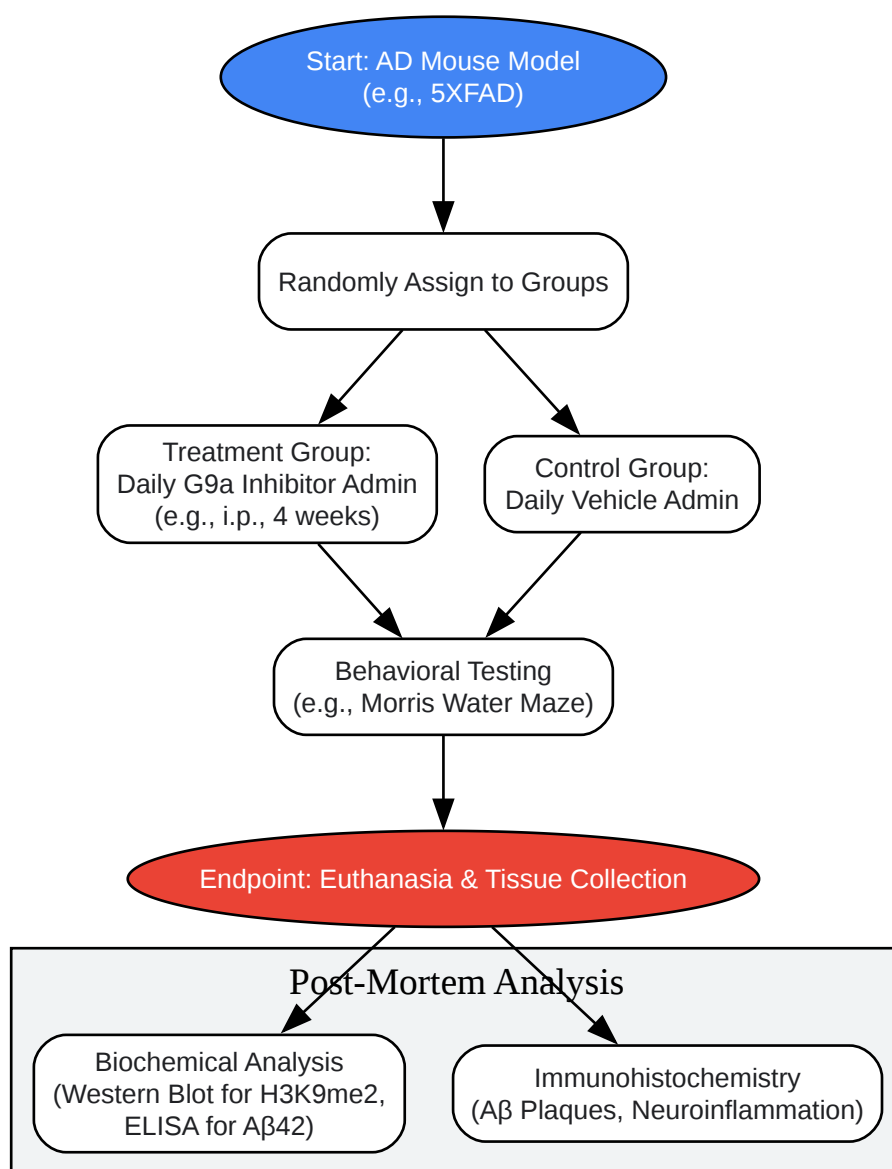 Start: AD Mouse Model
(e.g., 5XFAD)
Randomly Assign to Groups
Treatment Group:
Daily G9a Inhibitor Admin
(e.g., i.p., 4 weeks)
Control Group:
Daily Vehicle Admin
Behavioral Testing
(e.g., Morris Water Maze)
Endpoint: Euthanasia & Tissue Collection
Post-Mortem Analysis
Biochemical Analysis
(Western Blot for H3K9me2,
ELISA for Aβ42)
Immunohistochemistry
(Aβ Plaques, Neuroinflammation)